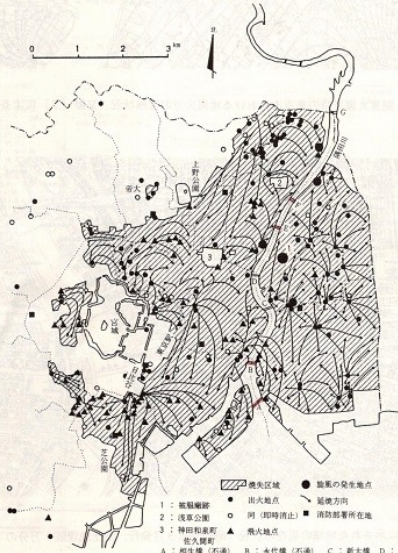 0 1 2 3 km
N
G
隅田川
上野公園
帝大
2
3
宮城
東京駅
日比谷
B
芝公園
焼失区域
旋風の発生地点
出火地点
延焼方向
同（即時消止）
消防部署所在地
飛火地点
1：被服廠跡
2：浅草公園
3：神田和泉町
佐久間町
A：相生橋（不通） B：永代橋（不通） C：新大橋 D：